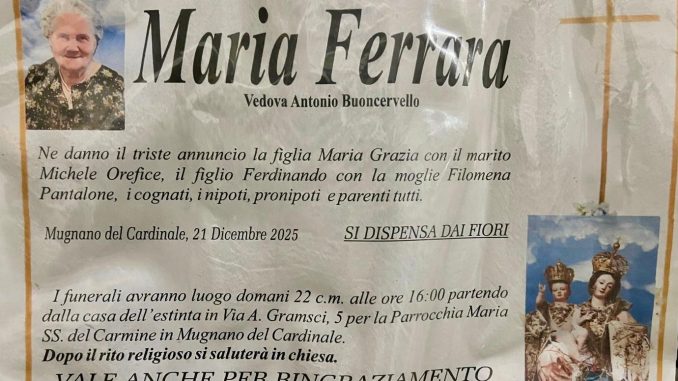 Maria Ferrara
Vedova Antonio Buoncervello
Ne danno il triste annuncio la figlia Maria Grazia con il marito
Michele Orefice, il figlio Ferdinando con la moglie Filomena
Pantalone, i cognati, i nipoti, pronipoti e parenti tutti.
Mugnano del Cardinale, 21 Dicembre 2025 SI DISPENSA DAI FIORI
I funerali avranno luogo domani 22 c.m. alle ore 16:00 partendo
dalla casa dell'estinta in Via A. Gramsci, 5 per la Parrocchia Maria
SS. del Carmine in Mugnano del Cardinale.
Dopo il rito religioso si saluterà in chiesa.
VALE ANCHE PER RINGRAZIAMENTO